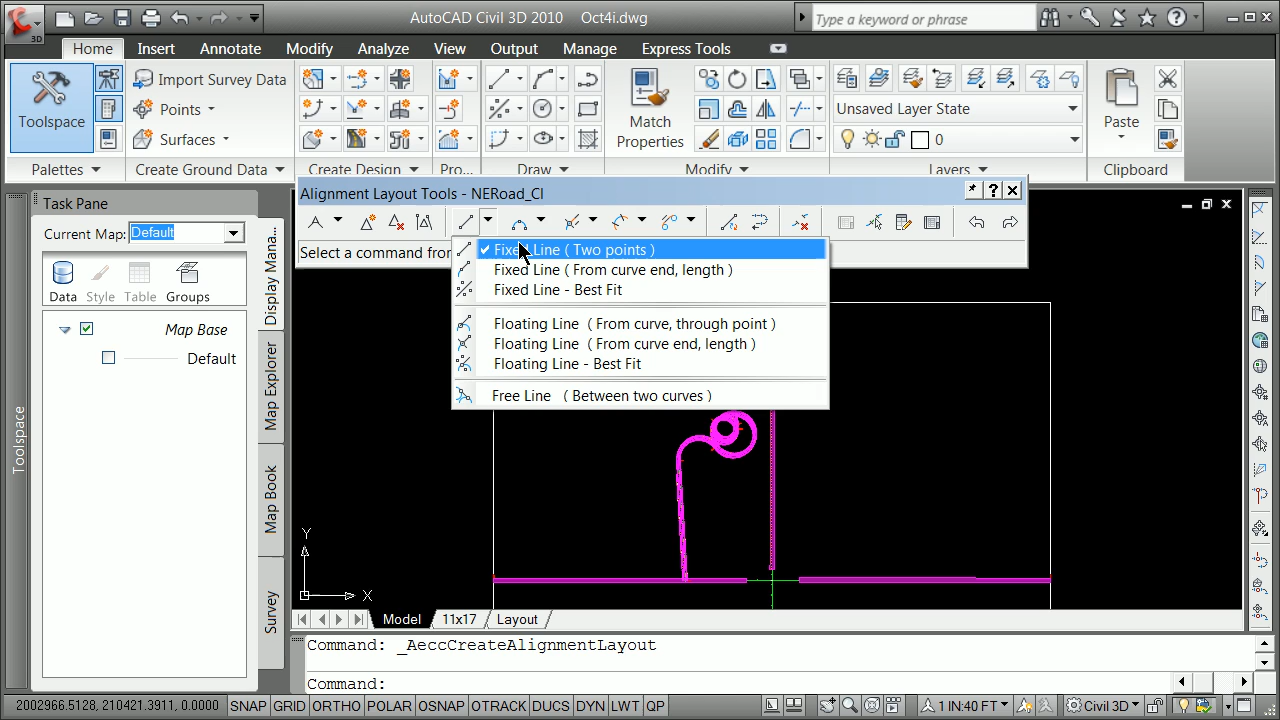 3D
AutoCAD Civil 3D 2010 Oct4i.dwg
Type a keyword or phrase
Home Insert Annotate Modify Analyze View Output Manage Express Tools
Toolspace
Import Survey Data
Points
Surfaces
Match
Properties
Unsaved Layer State
0
Paste
Palettes Create Ground Data Create Design Pro... Draw Modify Layers Clipboard
Alignment Layout Tools - NERoad_Cl
Select a command from
Fixed Line ( Two points )
Fixed Line ( From curve end, length )
Fixed Line - Best Fit
Floating Line ( From curve, through point )
Floating Line ( From curve end, length )
Floating Line - Best Fit
Free Line ( Between two curves )
Task Pane
Current Map: Default
Data Style Table Groups
Map Base
Default
Display Mana...
Map Explorer
Map Book
Survey
Toolspace
Y
X
Model 11x17 Layout
Command: _AeccCreateAlignmentLayout
Command:
2002966.5128, 210421.3911, 0.0000 SNAP GRID ORTHO POLAR OSNAP OTRACK DUCS DYN LWT QP 1 IN:40 FT Civil 3D